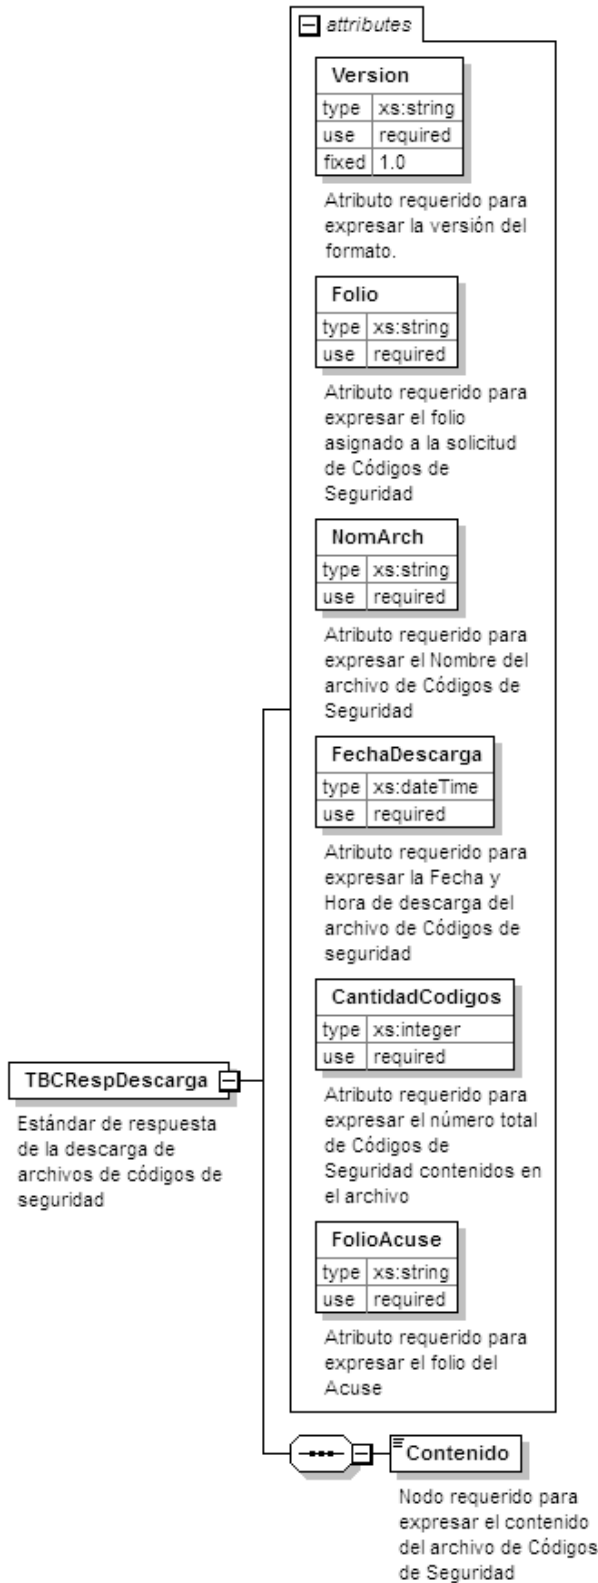 attributes
Version
type xs:string
use required
fixed 1.0
Atributo requerido para
expresar la versión del
formato.
Folio
type xs:string
use required
Atributo requerido para
expresar el folio
asignado a la solicitud
de Códigos de
Seguridad
NomArch
type xs:string
use required
Atributo requerido para
expresar el Nombre del
archivo de Códigos de
Seguridad
FechaDescarga
type xs:dateTime
use required
Atributo requerido para
expresar la Fecha y
Hora de descarga del
archivo de Códigos de
seguridad
CantidadCodigos
type xs:integer
use required
Atributo requerido para
expresar el número total
de Códigos de
Seguridad contenidos en
el archivo
FolioAcuse
type xs:string
use required
Atributo requerido para
expresar el folio del
Acuse
TBCRespDescarga
Estándar de respuesta
de la descarga de
archivos de códigos de
seguridad
Contenido
Nodo requerido para
expresar el contenido
del archivo de Códigos
de Seguridad